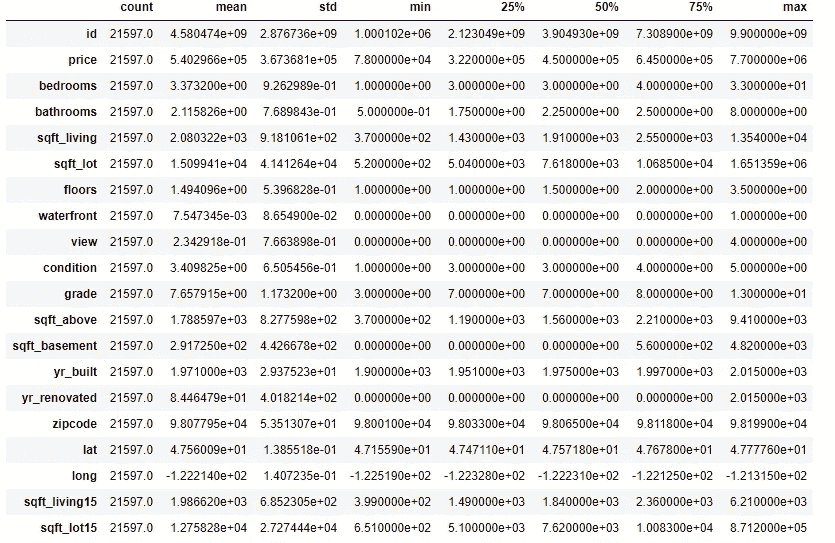 count mean std min 25% 50% 75% max
id 21597.0 4.580474e+09 2.876736e+09 1.000102e+06 2.123049e+09 3.904930e+09 7.308900e+09 9.900000e+09
price 21597.0 5.402966e+05 3.673681e+05 7.800000e+04 3.220000e+05 4.500000e+05 6.450000e+05 7.700000e+06
bedrooms 21597.0 3.373200e+00 9.262989e-01 1.000000e+00 3.000000e+00 3.000000e+00 4.000000e+00 3.300000e+01
bathrooms 21597.0 2.115826e+00 7.689843e-01 5.000000e-01 1.750000e+00 2.250000e+00 2.500000e+00 8.000000e+00
sqft_living 21597.0 2.080322e+03 9.181061e+02 3.700000e+02 1.430000e+03 1.910000e+03 2.550000e+03 1.354000e+04
sqft_lot 21597.0 1.509941e+04 4.141264e+04 5.200000e+02 5.040000e+03 7.618000e+03 1.068500e+04 1.651359e+06
floors 21597.0 1.494096e+00 5.396828e-01 1.000000e+00 1.000000e+00 1.500000e+00 2.000000e+00 3.500000e+00
waterfront 21597.0 7.547345e-03 8.654900e-02 0.000000e+00 0.000000e+00 0.000000e+00 0.000000e+00 1.000000e+00
view 21597.0 2.342918e-01 7.663898e-01 0.000000e+00 0.000000e+00 0.000000e+00 0.000000e+00 4.000000e+00
condition 21597.0 3.409825e+00 6.505456e-01 1.000000e+00 3.000000e+00 3.000000e+00 4.000000e+00 5.000000e+00
grade 21597.0 7.657915e+00 1.173200e+00 3.000000e+00 7.000000e+00 7.000000e+00 8.000000e+00 1.300000e+01
sqft_above 21597.0 1.788597e+03 8.277598e+02 3.700000e+02 1.190000e+03 1.560000e+03 2.210000e+03 9.410000e+03
sqft_basement 21597.0 2.917250e+02 4.426678e+02 0.000000e+00 0.000000e+00 0.000000e+00 5.600000e+02 4.820000e+03
yr_built 21597.0 1.971000e+03 2.937523e+01 1.900000e+03 1.951000e+03 1.975000e+03 1.997000e+03 2.015000e+03
yr_renovated 21597.0 8.446479e+01 4.018214e+02 0.000000e+00 0.000000e+00 0.000000e+00 0.000000e+00 2.015000e+03
zipcode 21597.0 9.807795e+04 5.351307e+01 9.800100e+04 9.803300e+04 9.806500e+04 9.811800e+04 9.819900e+04
lat 21597.0 4.756009e+01 1.385518e-01 4.715590e+01 4.747110e+01 4.757180e+01 4.767800e+01 4.777760e+01
long 21597.0 -1.222140e+02 1.407235e-01 -1.225190e+02 -1.223280e+02 -1.222310e+02 -1.221250e+02 -1.213150e+02
sqft_living15 21597.0 1.986620e+03 6.852305e+02 3.990000e+02 1.490000e+03 1.840000e+03 2.360000e+03 6.210000e+03
sqft_lot15 21597.0 1.275828e+04 2.727444e+04 6.510000e+02 5.100000e+03 7.620000e+03 1.008300e+04 8.712000e+05